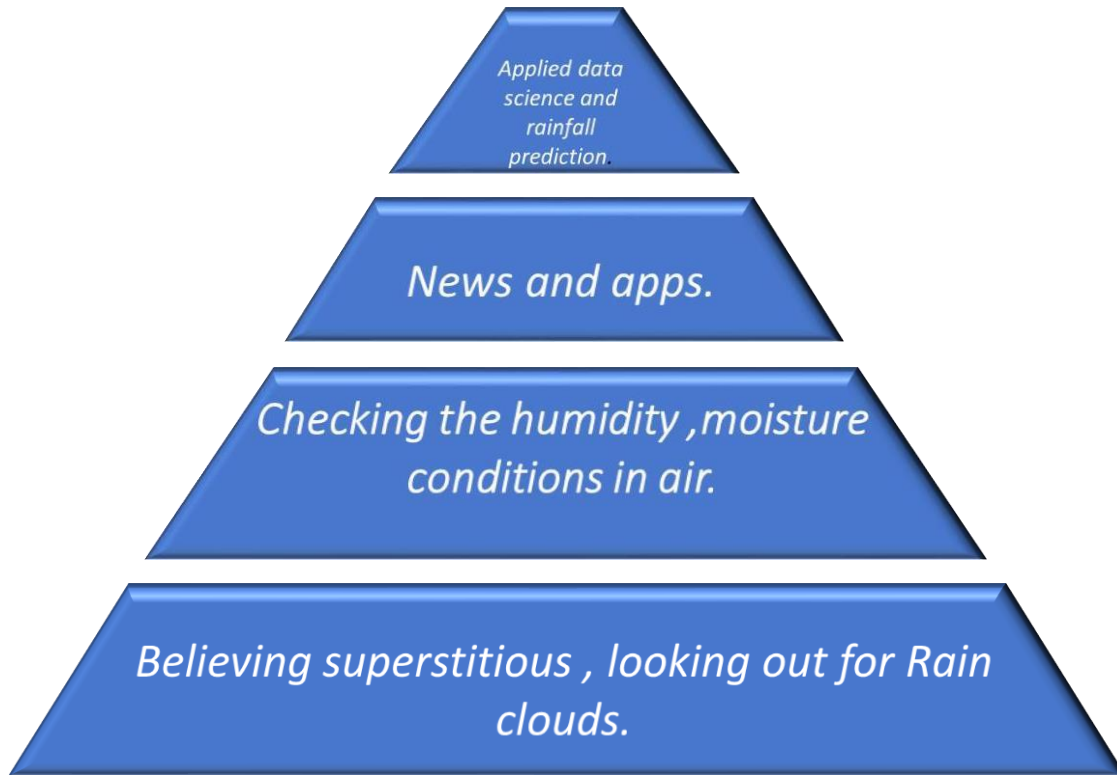 Applied data
science and
rainfall
prediction.
News and apps.
Checking the humidity ,moisture
conditions in air.
Believing superstitious , looking out for Rain
clouds.